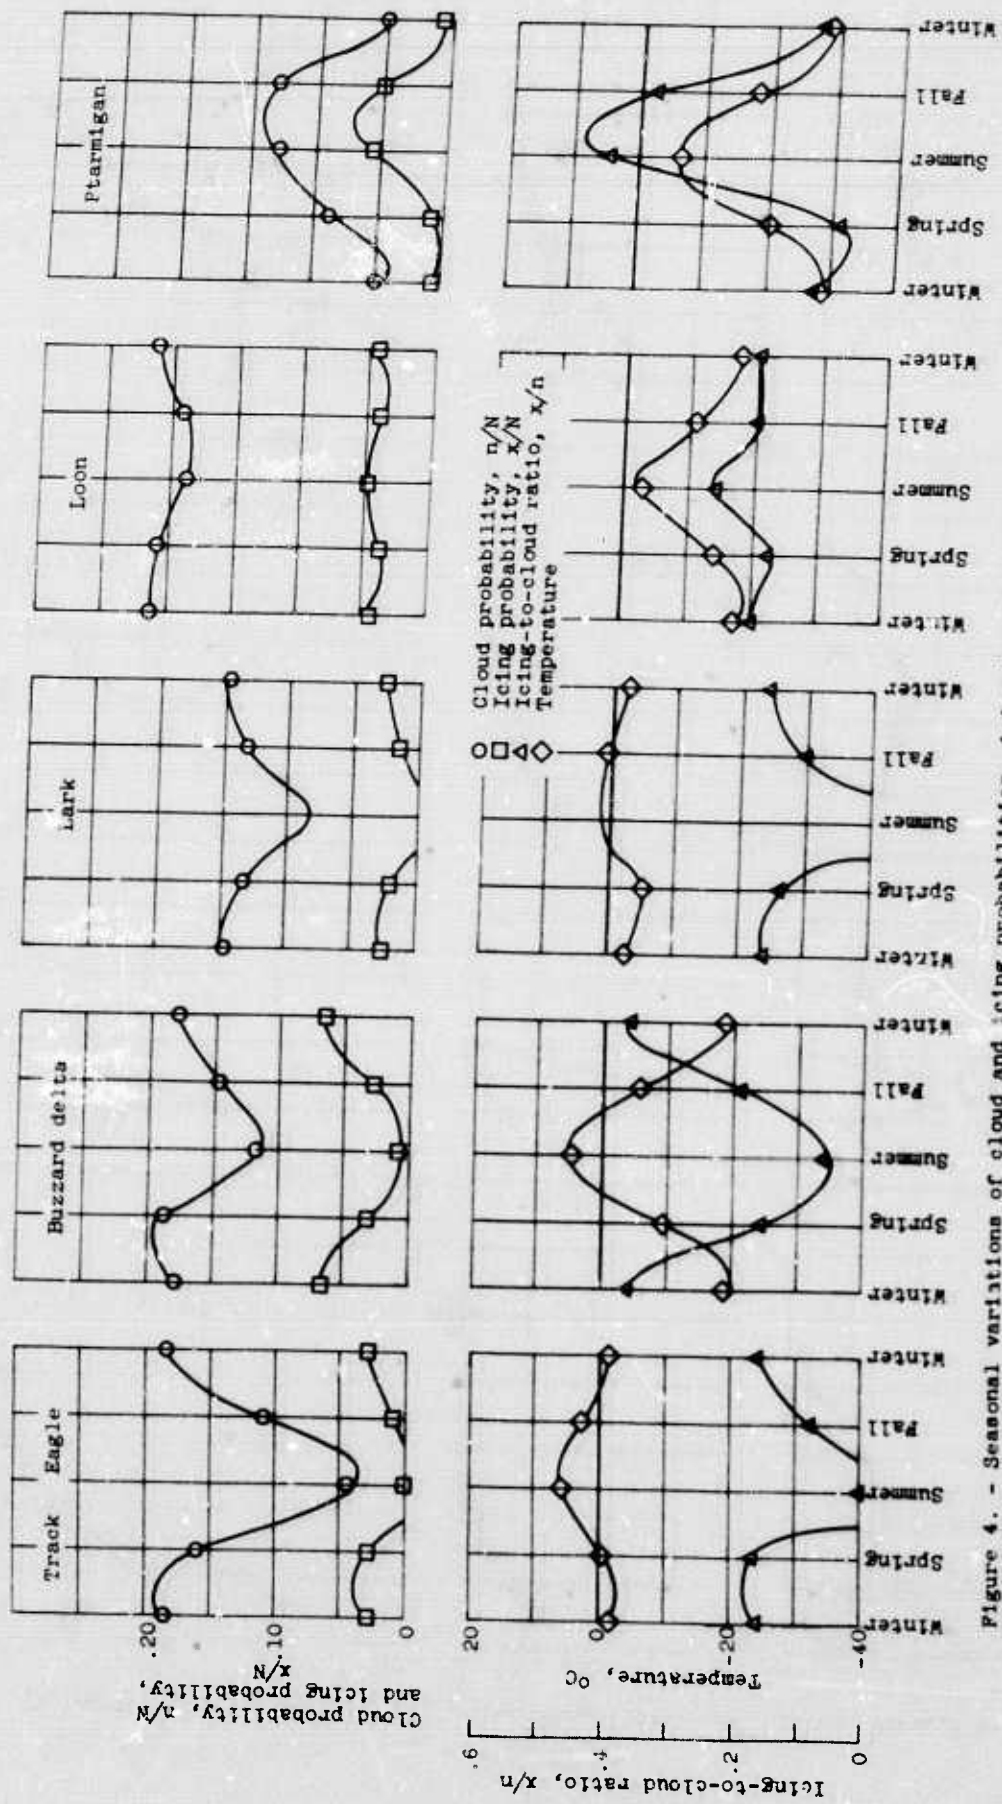 Track Eagle
Buzzard delta
Lark
Loon
Ptarmigan
Cloud probability, n/N
and icing probability,
x/N
.20
.10
0
Cloud probability, n/N
Icing probability, x/N
Icing-to-cloud ratio, x/n
Temperature
Icing-to-cloud ratio, x/n
.6
.4
.2
0
Temperature, °C
20
0
-20
-40
Winter
Spring
Summer
Fall
Winter
Winter
Spring
Summer
Fall
Winter
Winter
Spring
Summer
Fall
Winter
Winter
Spring
Summer
Fall
Winter
Winter
Spring
Summer
Fall
Winter
Figure 4. - Seasonal variations of cloud and icing